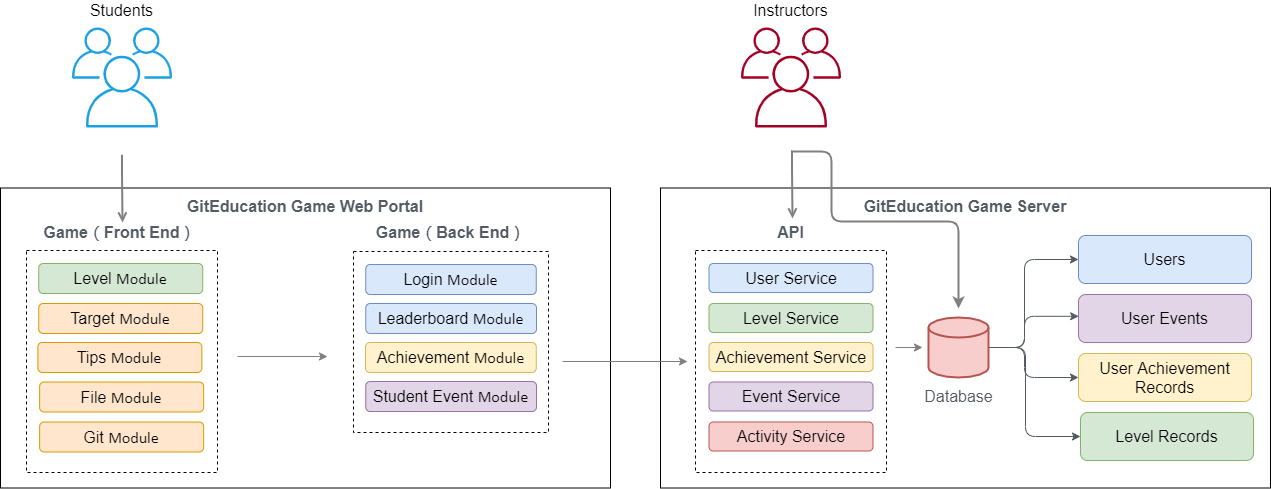 Students
Instructors
GitEducation Game Web Portal
Game ( Front End )
Level Module
Target Module
Tips Module
File Module
Git Module
Game ( Back End )
Login Module
Leaderboard Module
Achievement Module
Student Event Module
GitEducation Game Server
API
User Service
Level Service
Achievement Service
Event Service
Activity Service
Database
Users
User Events
User Achievement
Records
Level Records